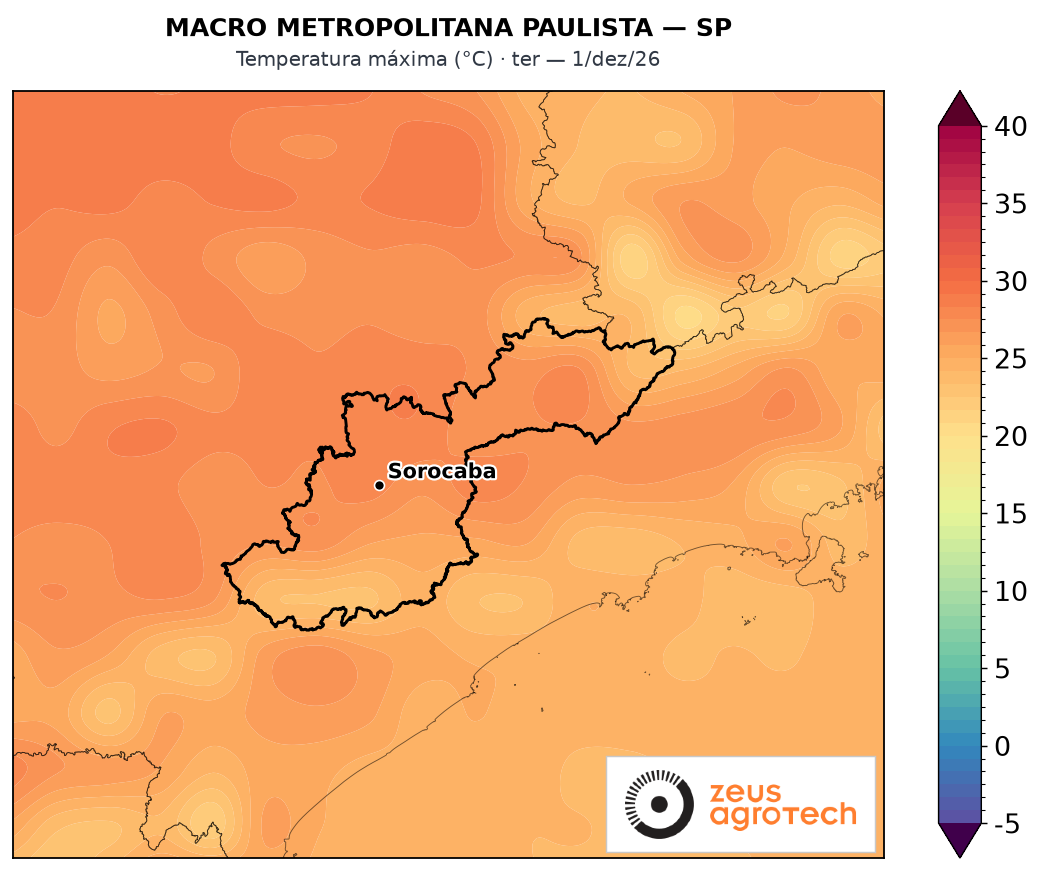 MACRO METROPOLITANA PAULISTA — SP
Temperatura máxima (°C) · ter — 1/dez/26
40
35
30
25
20
15
10
5
0
-5
Sorocaba
zeus
agrotech